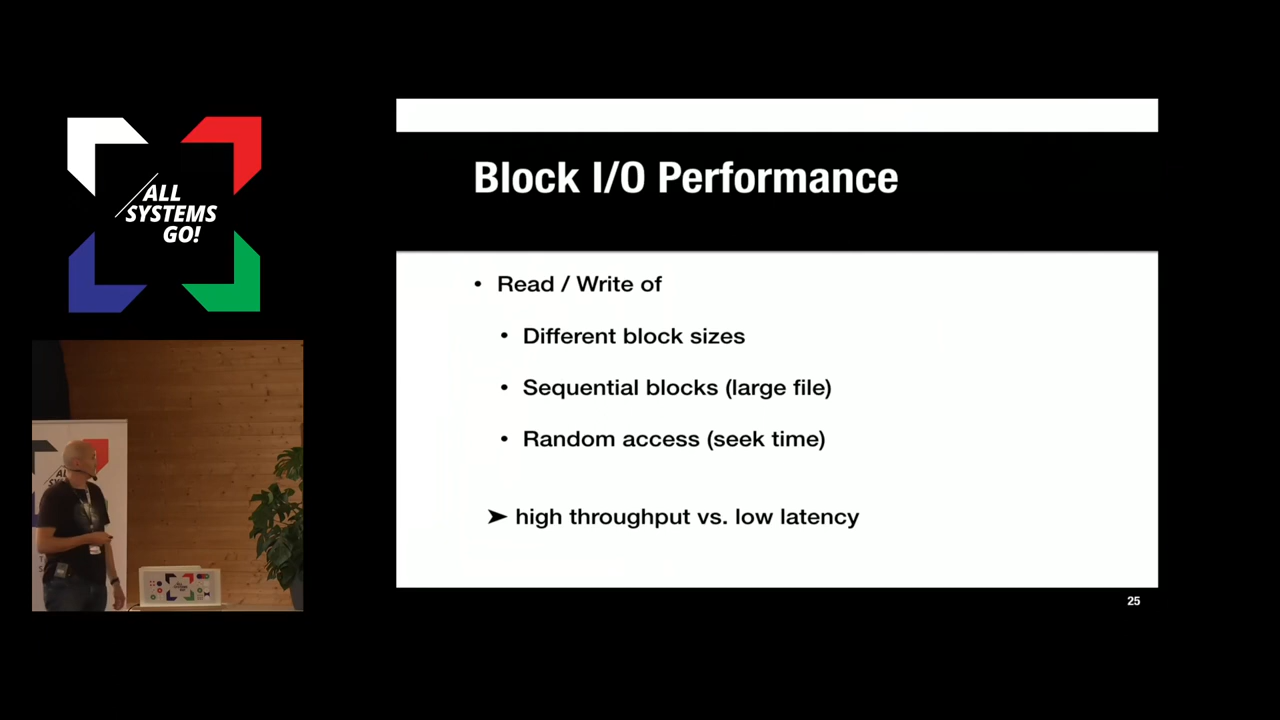 ALL
SYSTEMS
GO!
Block I/O Performance
• Read / Write of
• Different block sizes
• Sequential blocks (large file)
• Random access (seek time)
➤ high throughput vs. low latency
25